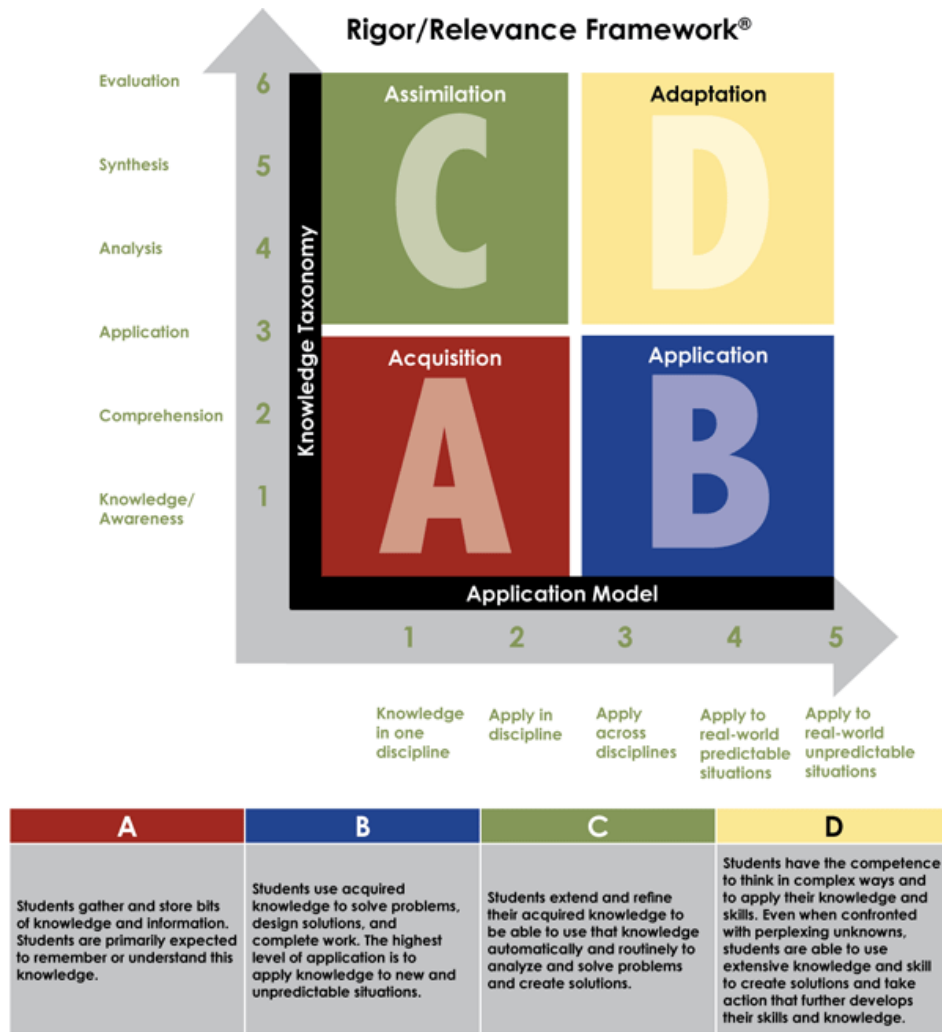 Rigor/Relevance Framework®
Evaluation
6
Synthesis
5
Analysis
4
Application
3
Comprehension
2
Knowledge/
Awareness
1
Knowledge Taxonomy
Assimilation
C
Adaptation
D
Acquisition
A
Application
B
Application Model
1
2
3
4
5
Knowledge
in one
discipline
Apply in
discipline
Apply
across
disciplines
Apply to
real-world
predictable
situations
Apply to
real-world
unpredictable
situations
A
Students gather and store bits
of knowledge and information.
Students are primarily expected
to remember or understand this
knowledge.
B
Students use acquired
knowledge to solve problems,
design solutions, and
complete work. The highest
level of application is to
apply knowledge to new and
unpredictable situations.
C
Students extend and refine
their acquired knowledge to
be able to use that knowledge
automatically and routinely to
analyze and solve problems
and create solutions.
D
Students have the competence
to think in complex ways and
to apply their knowledge and
skills. Even when confronted
with perplexing unknowns,
students are able to use
extensive knowledge and skill
to create solutions and take
action that further develops
their skills and knowledge.